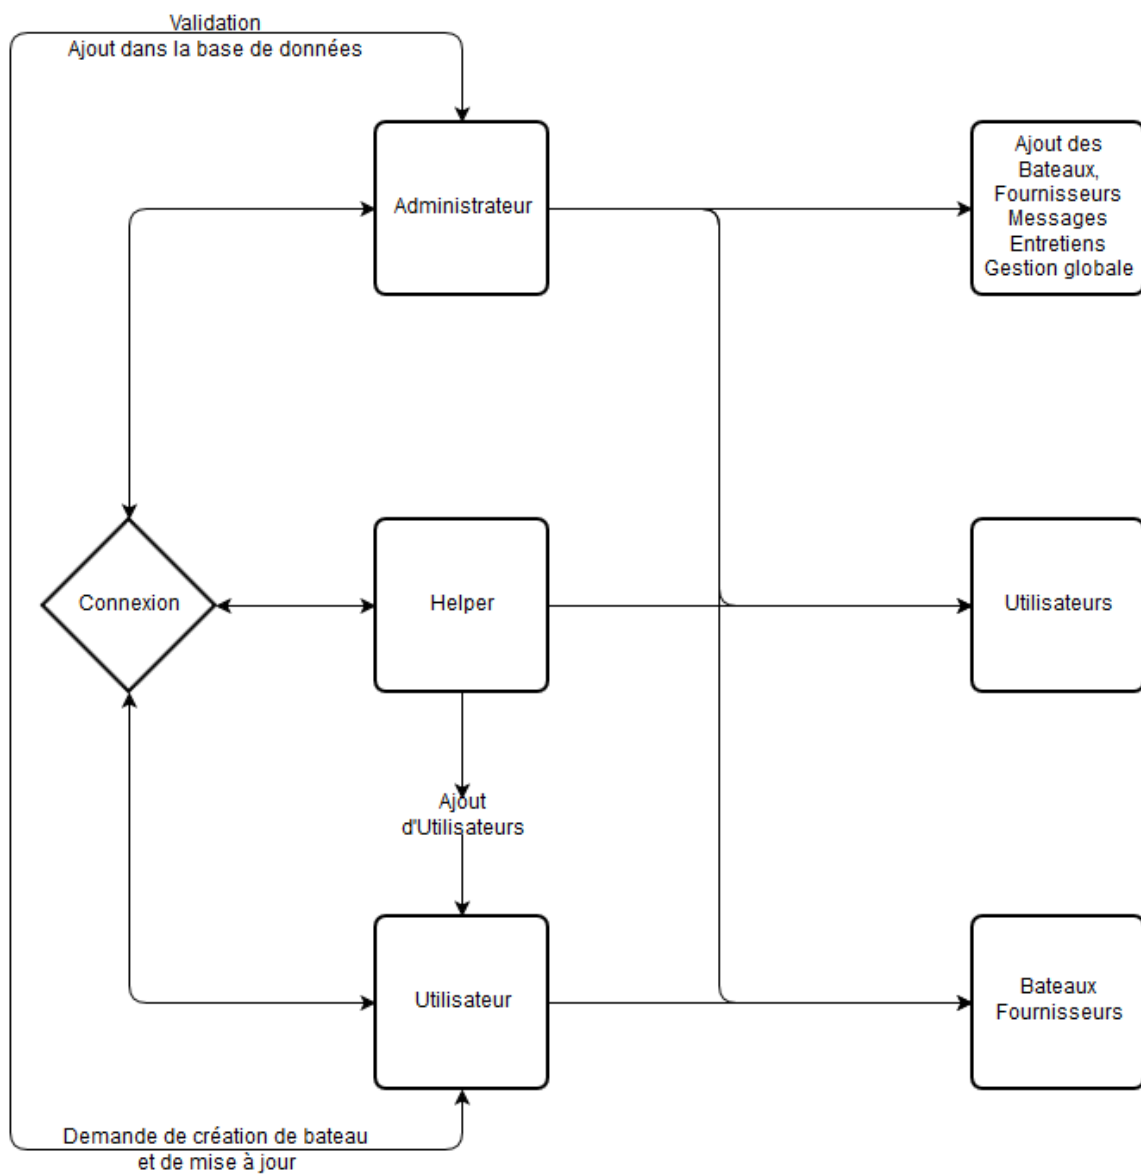 Validation
Ajout dans la base de données
Administrateur
Ajout des
Bateaux,
Fournisseurs
Messages
Entretiens
Gestion globale
Connexion
Helper
Utilisateurs
Ajout
d'Utilisateurs
Utilisateur
Bateaux
Fournisseurs
Demande de création de bateau
et de mise à jour